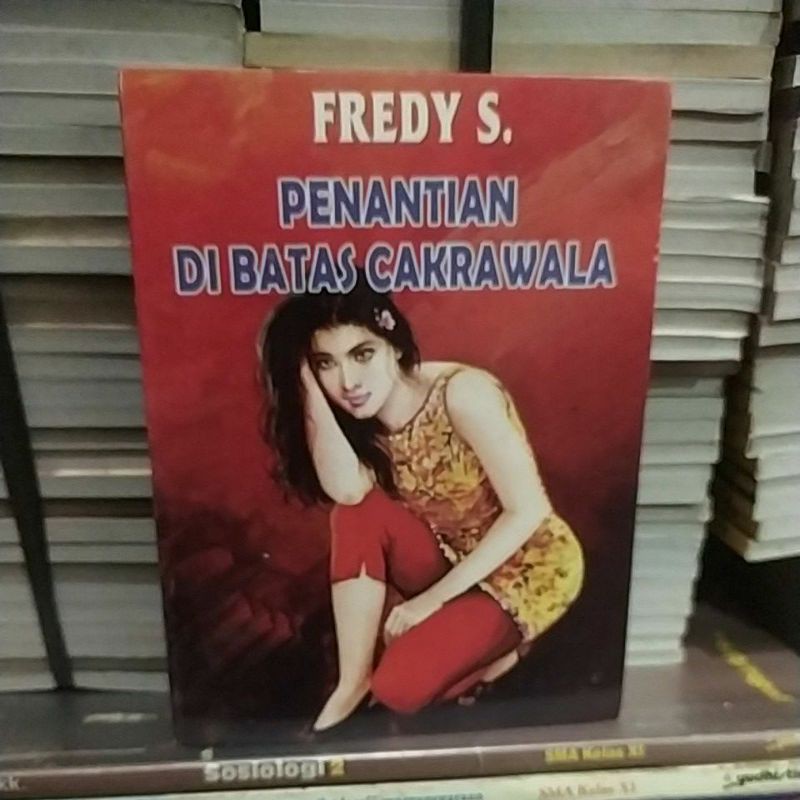 FREDY S.
PENANTIAN
DI BATAS CAKRAWALA
Sosiologi 2
SMA Kelas XI
SMA Kelas XI